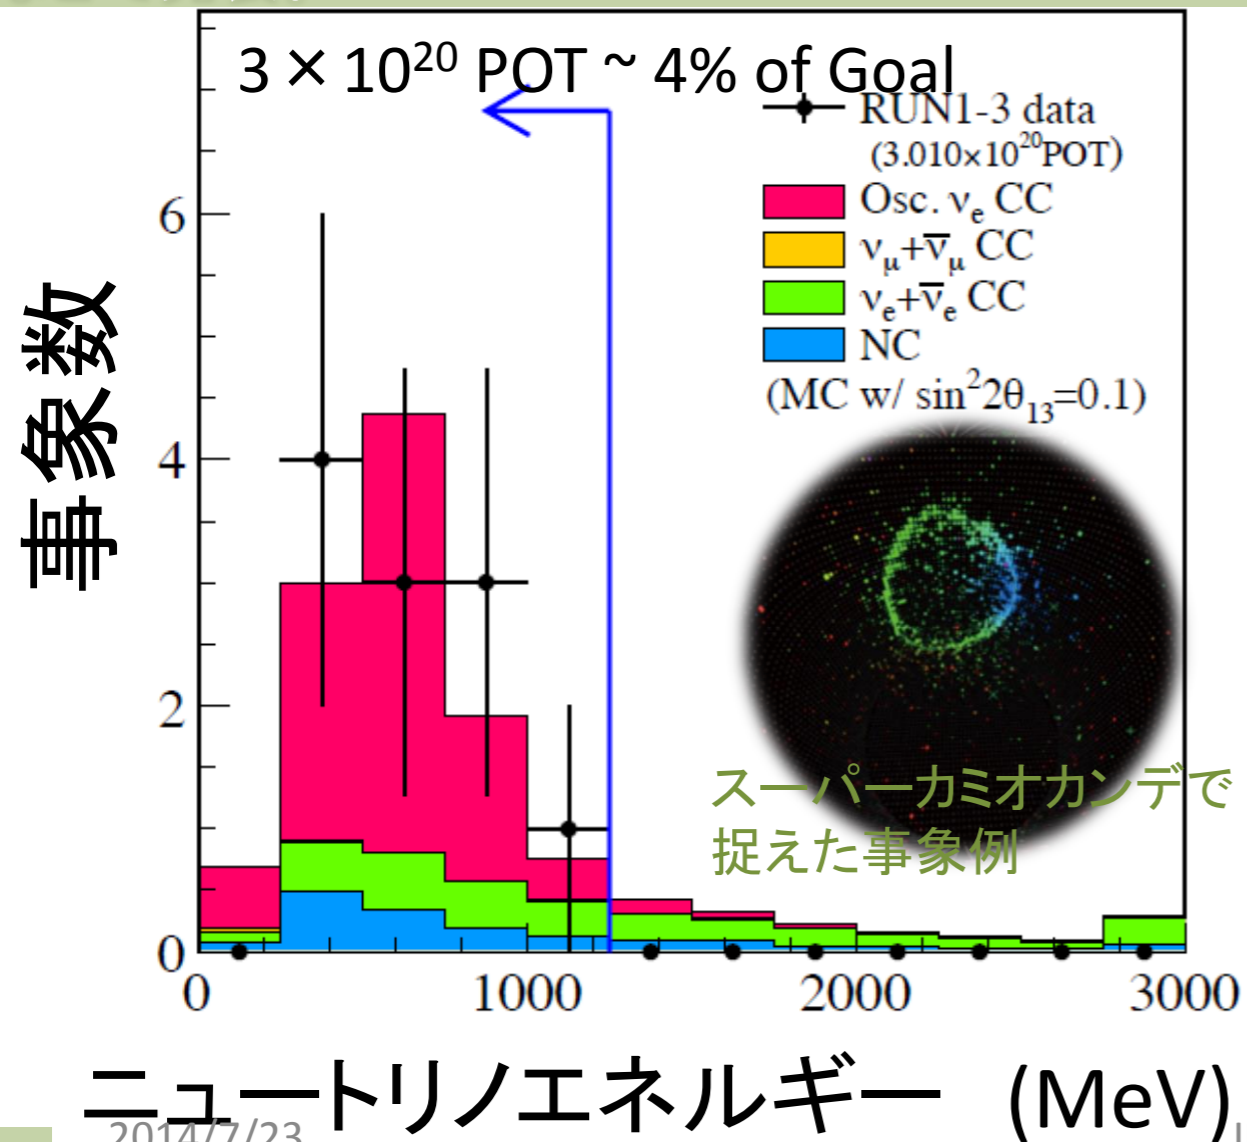 3 × 10²⁰ POT ~ 4% of Goal
RUN1-3 data
(3.010×10²⁰POT)
Osc. νₑ CC
ν_μ+ν̅_μ CC
νₑ+ν̅ₑ CC
NC
(MC w/ sin²2θ₁₃=0.1)
事象数
6
4
2
0
スーパーカミオカンデで
捉えた事象例
0 1000 2000 3000
ニュートリノエネルギー (MeV)
2014/7/23